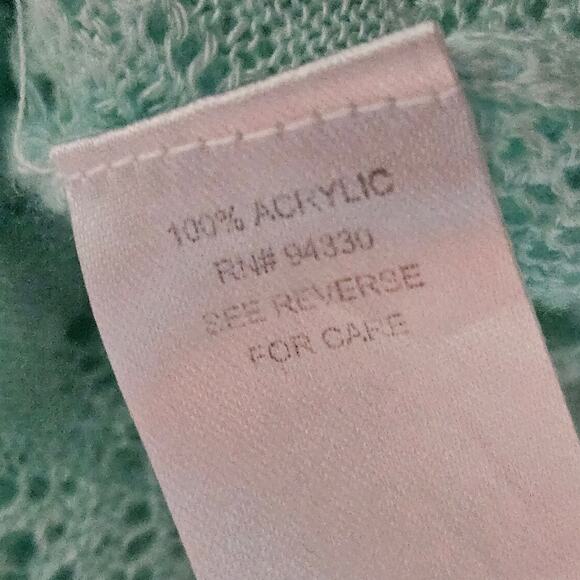 100% ACRYLIC
RN# 94330
SEE REVERSE
FOR CARE